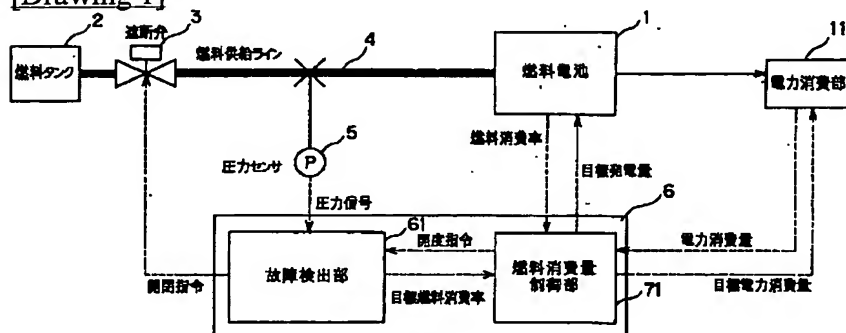 [Drawing 1]
2
3
遮断弁
燃料タンク
燃料供給ライン
4
1
燃料電池
11
電力消費部
5
P
圧力センサ
圧力信号
燃料消費率
目標発電量
6
61
故障検出部
開度指令
燃料消費量
制御部
71
電力消費量
開閉指令
目標燃料消費率
目標電力消費量